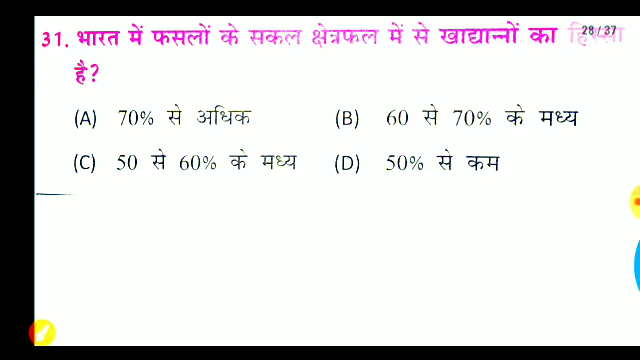 31. भारत में फसलों के सकल क्षेत्रफल में से खाद्यान्नों का हिस्सा 28 / 37
है?
(A) 70% से अधिक (B) 60 से 70% के मध्य
(C) 50 से 60% के मध्य (D) 50% से कम